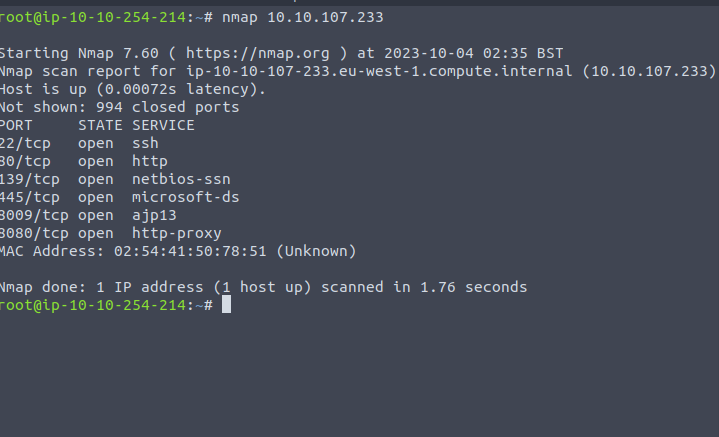 root@ip-10-10-254-214:~# nmap 10.10.107.233
Starting Nmap 7.60 ( https://nmap.org ) at 2023-10-04 02:35 BST
Nmap scan report for ip-10-10-107-233.eu-west-1.compute.internal (10.10.107.233)
Host is up (0.00072s latency).
Not shown: 994 closed ports
PORT     STATE SERVICE
22/tcp   open  ssh
80/tcp   open  http
139/tcp  open  netbios-ssn
445/tcp  open  microsoft-ds
8009/tcp open  ajp13
8080/tcp open  http-proxy
MAC Address: 02:54:41:50:78:51 (Unknown)
Nmap done: 1 IP address (1 host up) scanned in 1.76 seconds
root@ip-10-10-254-214:~#